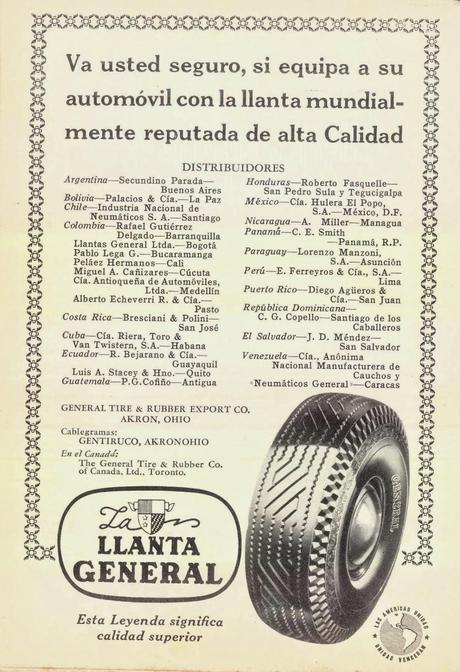 Va usted seguro, si equipa a su
automóvil con la llanta mundial-
mente reputada de alta Calidad
DISTRIBUIDORES
Argentina—Secundino Parada—
Buenos Aires
Bolivia—Palacios & Cía.—La Paz
Chile—Industria Nacional de
Neumáticos S. A.—Santiago
Colombia—Rafael Gutiérrez
Delgado—Barranquilla
Llantas General Ltda.—Bogotá
Pablo Lega G.—Bucaramanga
Peláez Hermanos—Cali
Miguel A. Cañizares—Cúcuta
Cía. Antioqueña de Automóviles,
Ltda.—Medellín
Alberto Echeverri R. & Cía.—
Pasto
Costa Rica—Bresciani & Polini—
San José
Cuba—Cía. Riera, Toro &
Van Twistern, S.A.—Habana
Ecuador—R. Bejarano & Cía.—
Guayaquil
Luis A. Stacey & Hno.—Quito
Guatemala—P.G.Cofiño—Antigua
Honduras—Roberto Fasquelle—
San Pedro Sula y Tegucigalpa
México—Cía. Hulera El Popo,
S.A.—México, D.F.
Nicaragua—A. Miller—Managua
Panamá—C. E. Smith
—Panamá, R.P.
Paraguay—Lorenzo Manzoni,
S.A.—Asunción
Perú—E. Ferreyros & Cía., S.A.—
Lima
Puerto Rico—Diego Agüeros &
Cía.—San Juan
República Dominicana—
C. G. Copello—Santiago de los
Caballeros
El Salvador—J. D. Méndez—
San Salvador
Venezuela—Cía., Anónima
Nacional Manufacturera de
Cauchos y
«Neumáticos General»—Caracas
GENERAL TIRE & RUBBER EXPORT CO.
AKRON, OHIO
Cablegramas:
GENTIRUCO, AKRONOHIO
En el Canadá:
The General Tire & Rubber Co.
of Canada, Ltd., Toronto.
La
LLANTA
GENERAL
Esta Leyenda significa
calidad superior
GENERAL
LAS AMERICAS UNIDAS
UNIDAS VENCERAN